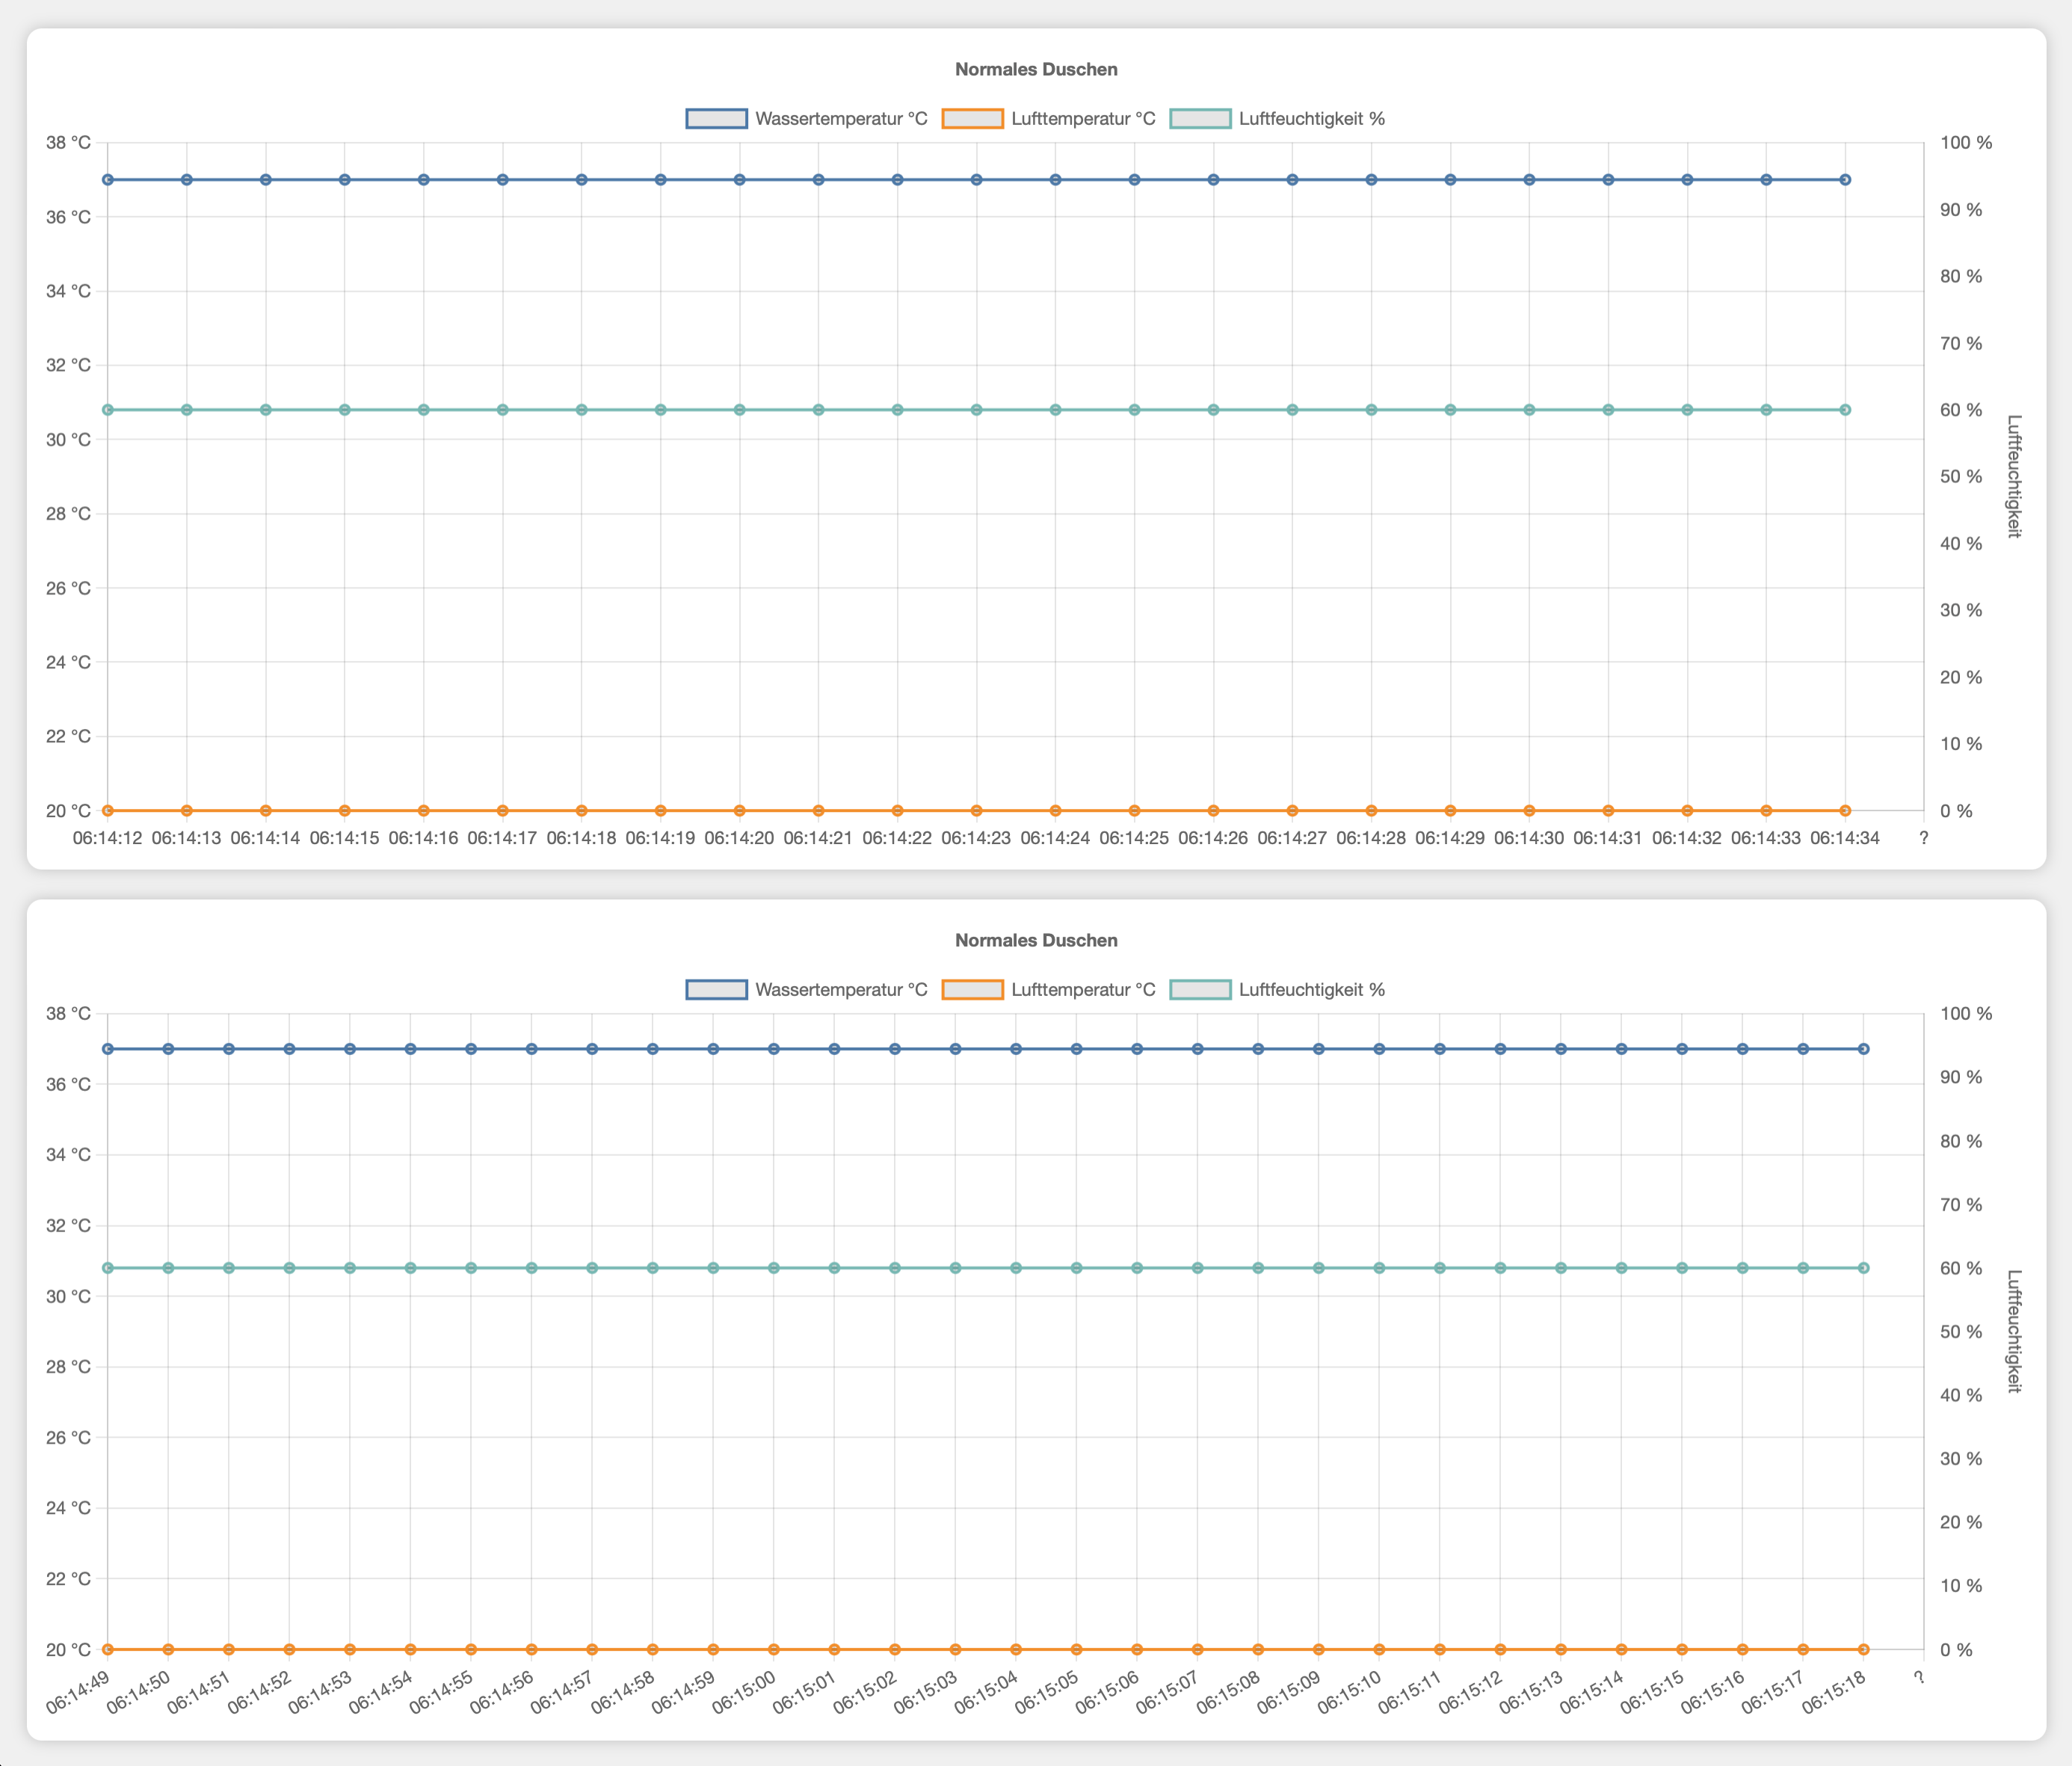 Normales Duschen
Wassertemperatur °C Lufttemperatur °C Luftfeuchtigkeit %
38 °C 100 %
36 °C 90 %
34 °C 80 %
32 °C 70 %
30 °C 60 %
28 °C 50 %
26 °C 40 %
24 °C 30 %
22 °C 20 %
20 °C 10 %
0 %
Luftfeuchtigkeit
06:14:12 06:14:13 06:14:14 06:14:15 06:14:16 06:14:17 06:14:18 06:14:19 06:14:20 06:14:21 06:14:22 06:14:23 06:14:24 06:14:25 06:14:26 06:14:27 06:14:28 06:14:29 06:14:30 06:14:31 06:14:32 06:14:33 06:14:34 ?
Normales Duschen
Wassertemperatur °C Lufttemperatur °C Luftfeuchtigkeit %
38 °C 100 %
36 °C 90 %
34 °C 80 %
32 °C 70 %
30 °C 60 %
28 °C 50 %
26 °C 40 %
24 °C 30 %
22 °C 20 %
20 °C 10 %
0 %
Luftfeuchtigkeit
06:14:49 06:14:50 06:14:51 06:14:52 06:14:53 06:14:54 06:14:55 06:14:56 06:14:57 06:14:58 06:14:59 06:15:00 06:15:01 06:15:02 06:15:03 06:15:04 06:15:05 06:15:06 06:15:07 06:15:08 06:15:09 06:15:10 06:15:11 06:15:12 06:15:13 06:15:14 06:15:15 06:15:16 06:15:17 06:15:18 ?